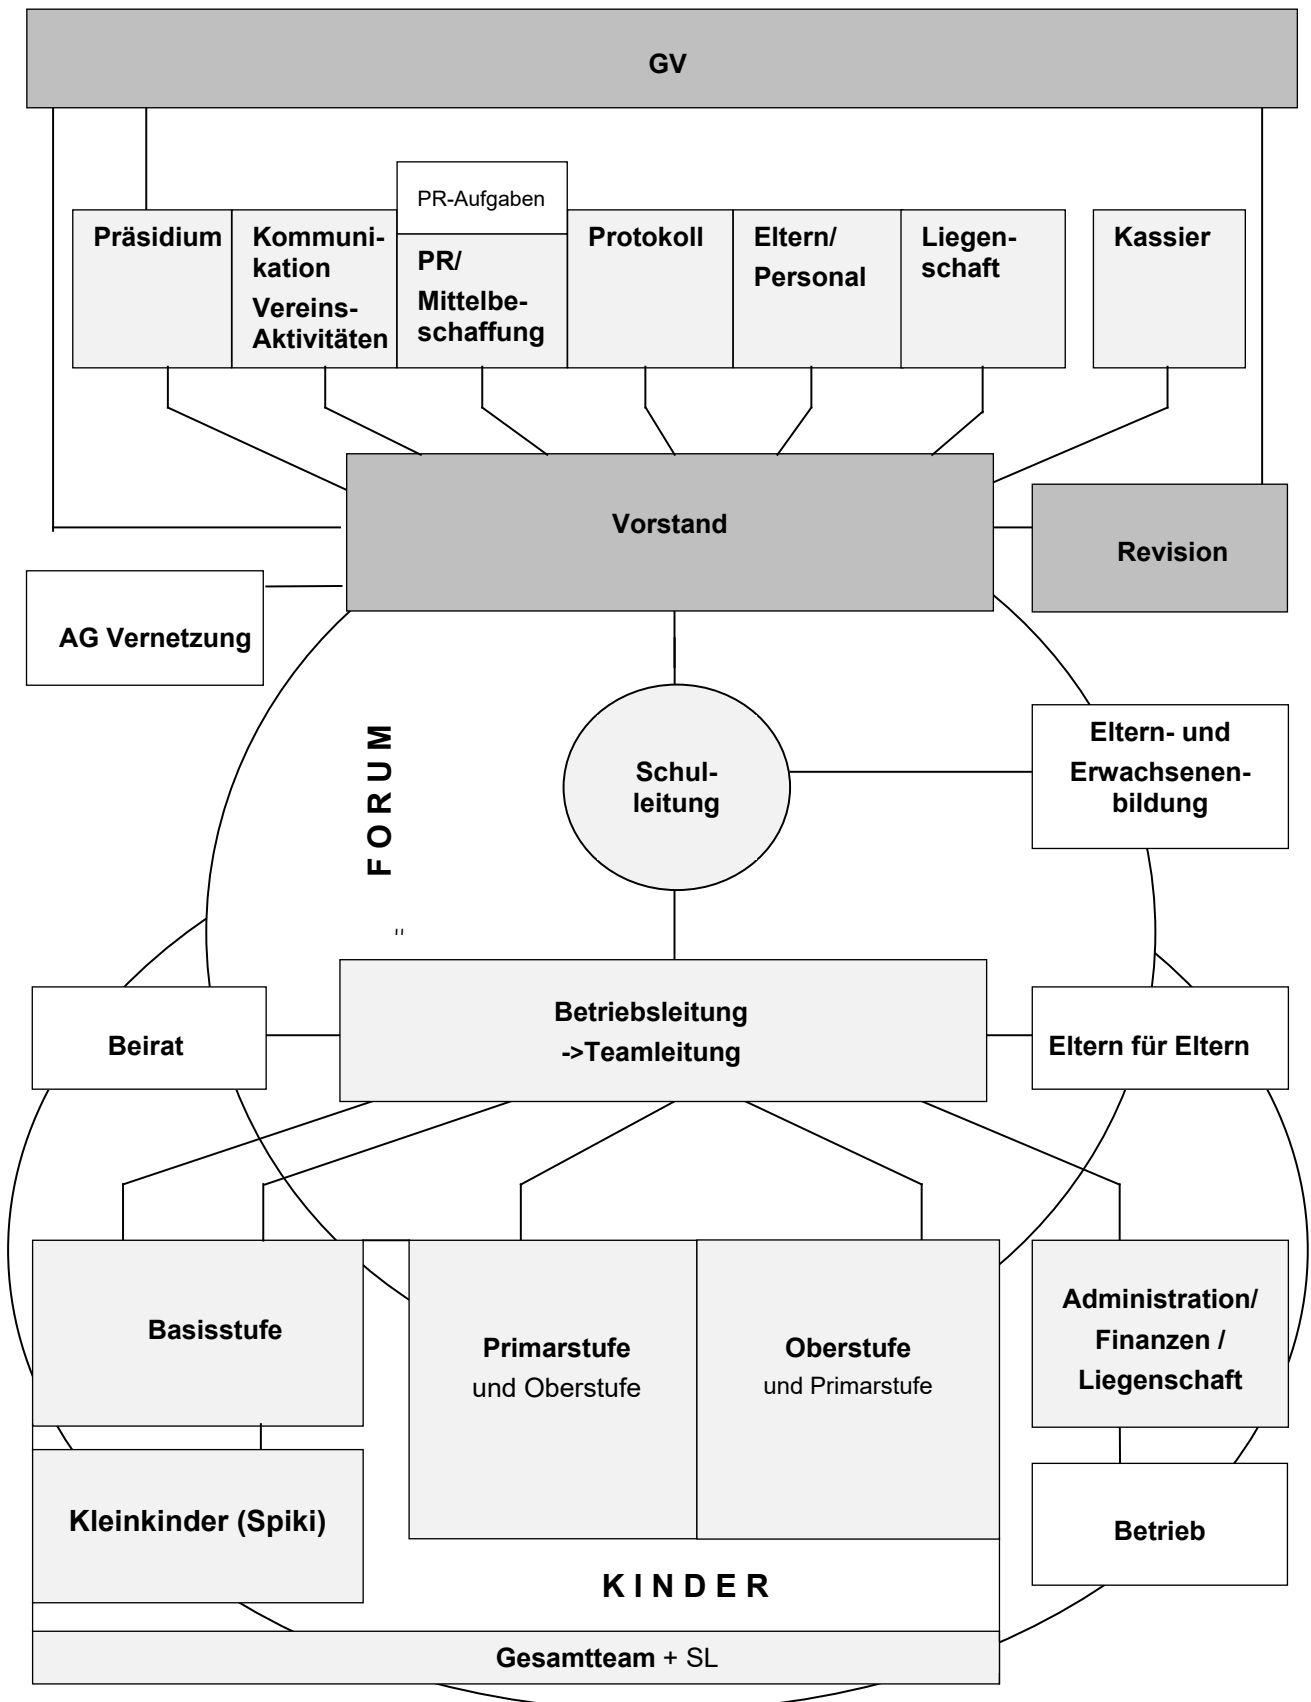 GV
PR-Aufgaben
Präsidium
Kommuni-
kation
Vereins-
Aktivitäten
PR/
Mittelbe-
schaffung
Protokoll
Eltern/
Personal
Liegen-
schaft
Kassier
Vorstand
Revision
AG Vernetzung
FORUM
"
Schul-
leitung
Eltern- und
Erwachsenen-
bildung
Beirat
Betriebsleitung
->Teamleitung
Eltern für Eltern
Basisstufe
Primarstufe
und Oberstufe
Oberstufe
und Primarstufe
Administration/
Finanzen /
Liegenschaft
Kleinkinder (Spiki)
Betrieb
KINDER
Gesamtteam + SL